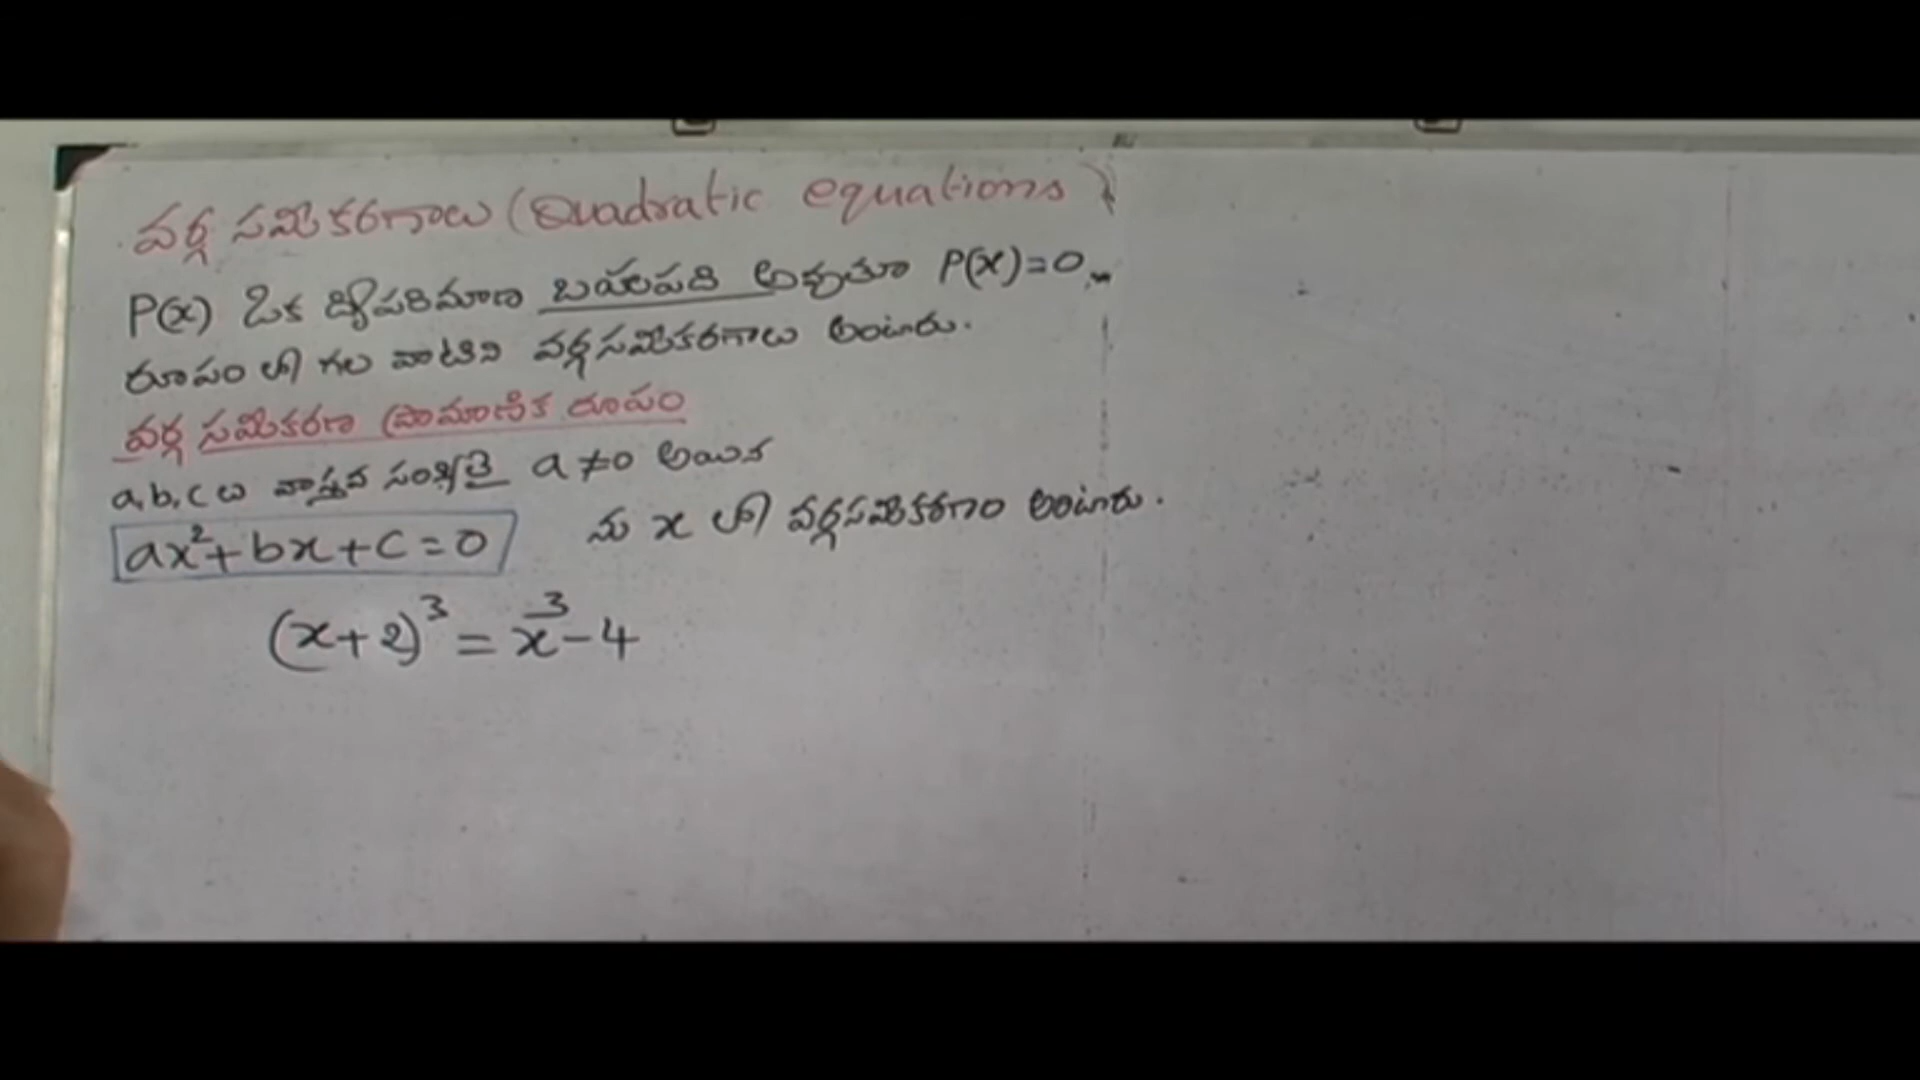 వర్గ సమీకరణాలు (Quadratic equations)
P(x) ఒక ద్విపరిమాణ బహుపది అవుతూ P(x)=0
రూపంలో గల వాటిని వర్గసమీకరణాలు అంటారు.
వర్గ సమీకరణ ప్రామాణిక రూపం
a,b,c లు వాస్తవ సంఖ్యలై a≠0 అయిన
ax²+bx+c=0 ను x లో వర్గసమీకరణం అంటారు.
(x+2)³ = x³-4